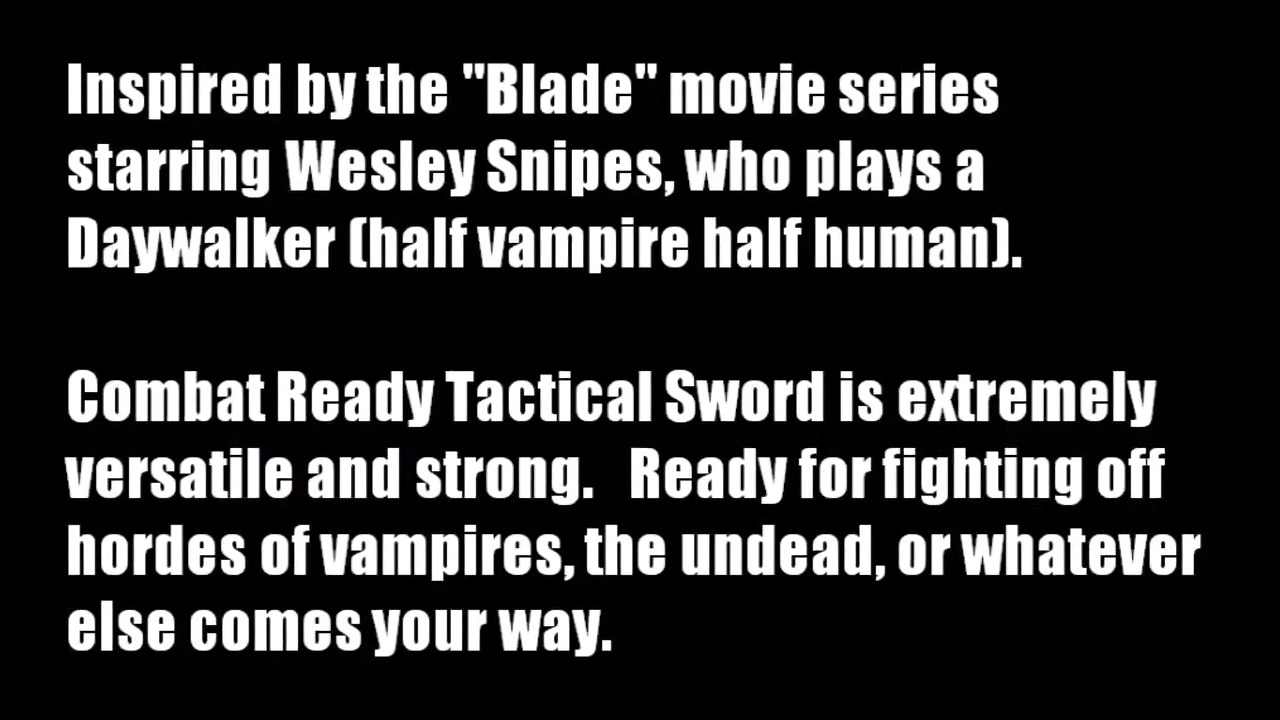 Inspired by the "Blade" movie series
starring Wesley Snipes, who plays a
Daywalker (half vampire half human).
Combat Ready Tactical Sword is extremely
versatile and strong.   Ready for fighting off
hordes of vampires, the undead, or whatever
else comes your way.